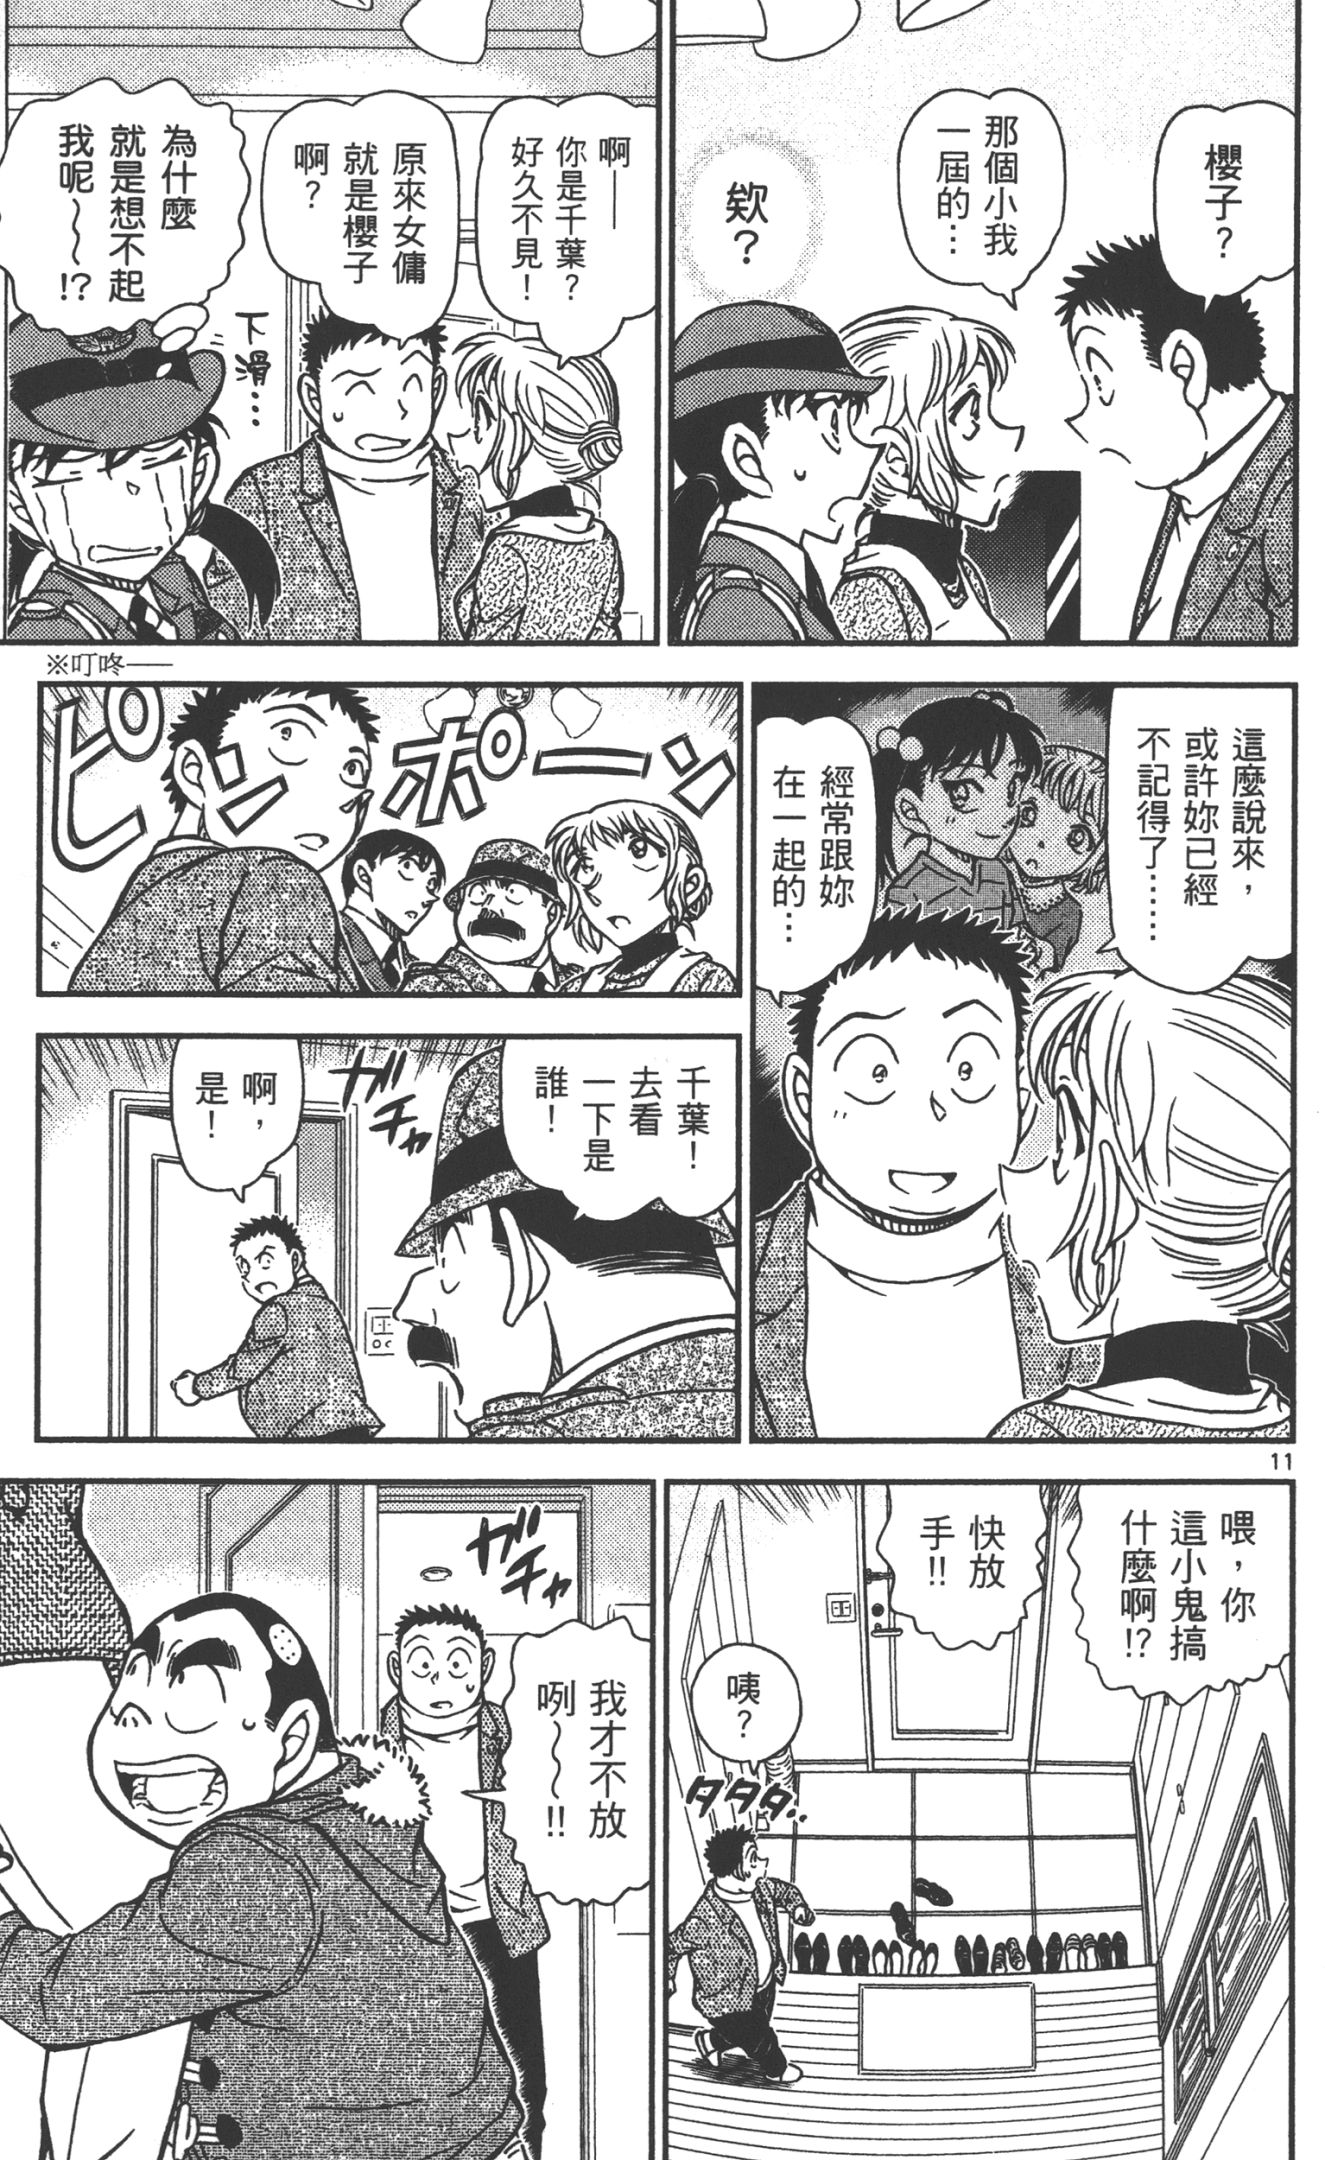 櫻子？
那個小我
一屆的…
欸？
啊──
你是千葉？
好久不見！
原來女傭
就是櫻子
啊？
為什麼
就是想不起
我呢～～!?
下滑…
※叮咚──
這麼說來，
或許妳已經
不記得了……
經常跟妳
在一起的…
ピンポーン
千葉！
去看
一下是
誰！
ガチャ
啊，
是！
11
喂，你
這小鬼搞
什麼啊!?
快放
手!!
咦？
タタタ..
ガチャ
我才不放
咧～～!!